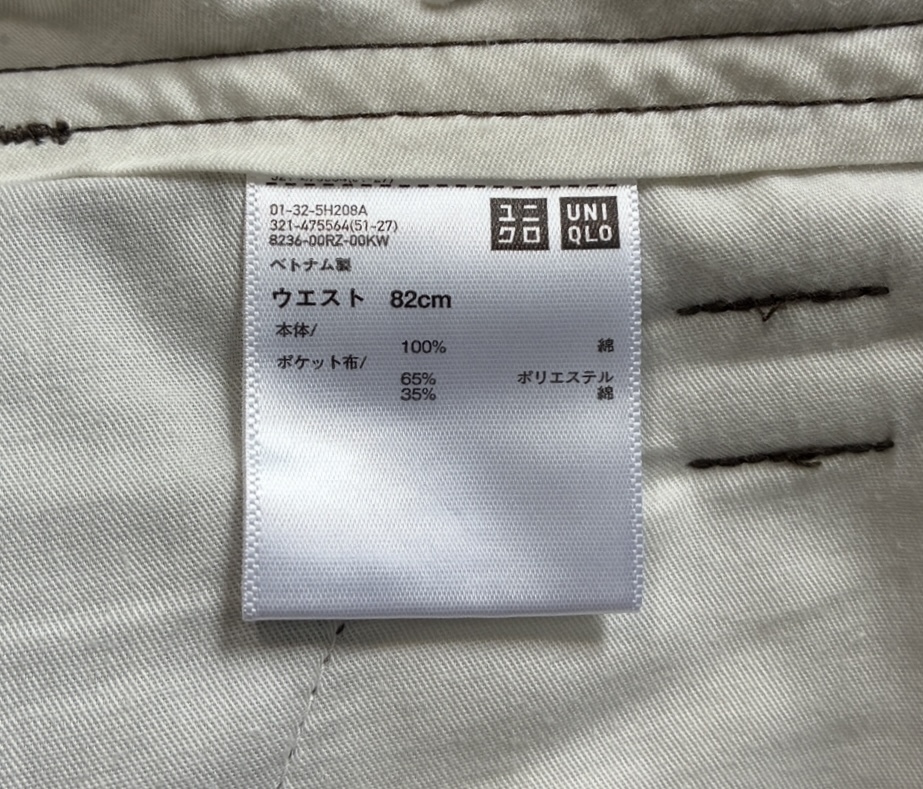 01-32-5H208A
321-475564(51-27)
8236-00RZ-00KW
ユニクロ
UNIQLO
ベトナム製
ウエスト 82cm
本体/
100% 綿
ポケット布/
65% ポリエステル
35% 綿